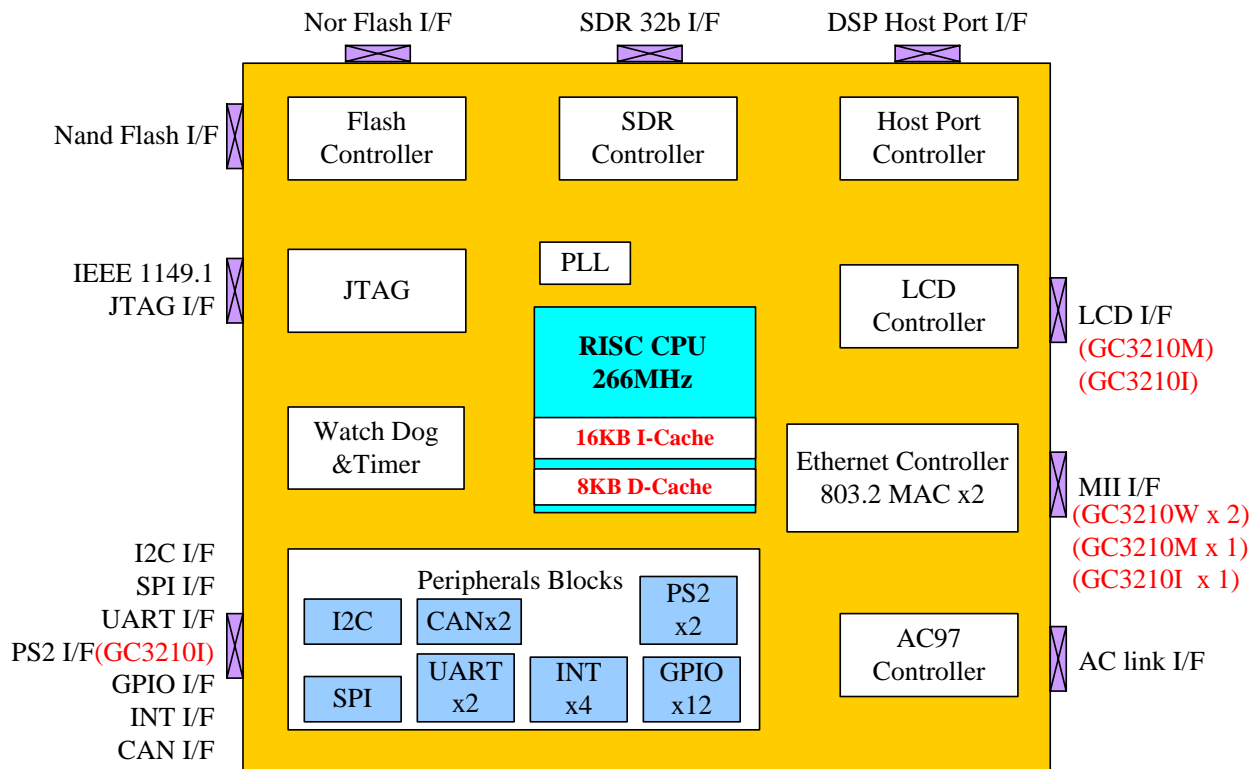 Nor Flash I/F
SDR 32b I/F
DSP Host Port I/F
Nand Flash I/F
Flash
Controller
SDR
Controller
Host Port
Controller
IEEE 1149.1
JTAG I/F
JTAG
PLL
LCD
Controller
LCD I/F
(GC3210M)
(GC3210I)
RISC CPU
266MHz
16KB I-Cache
8KB D-Cache
Watch Dog
&Timer
Ethernet Controller
803.2 MAC x2
MII I/F
(GC3210W x 2)
(GC3210M x 1)
(GC3210I x 1)
I2C I/F
SPI I/F
UART I/F
PS2 I/F(GC3210I)
GPIO I/F
INT I/F
CAN I/F
Peripherals Blocks
I2C
CANx2
PS2
x2
SPI
UART
x2
INT
x4
GPIO
x12
AC97
Controller
AC link I/F